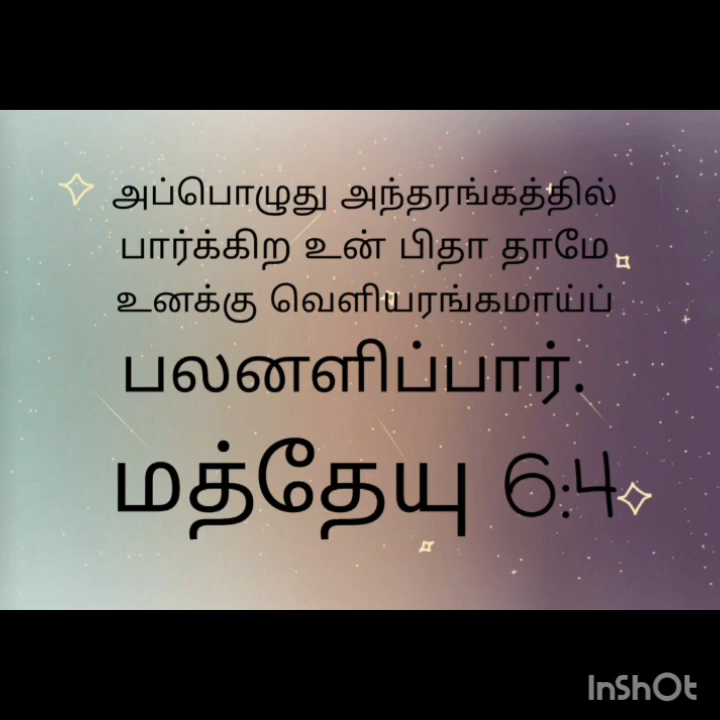 அப்பொழுது அந்தரங்கத்தில்
பார்க்கிற உன் பிதா தாமே
உனக்கு வெளியரங்கமாய்ப்
பலனளிப்பார்.
மத்தேயு 6:4
InShOt